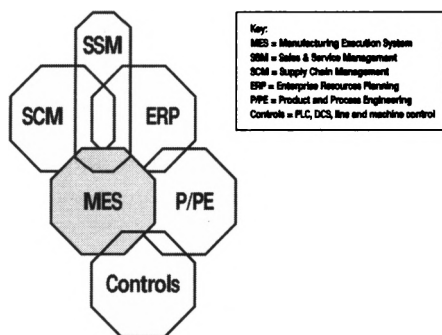 SSM
SCM
ERP
MES
P/PE
Controls
Key:
MES = Manufacturing Execution System
SSM = Sales & Service Management
SCM = Supply Chain Management
ERP = Enterprise Resources Planning
P/PE = Product and Process Engineering
Controls = PLC, DCS, line and machine control